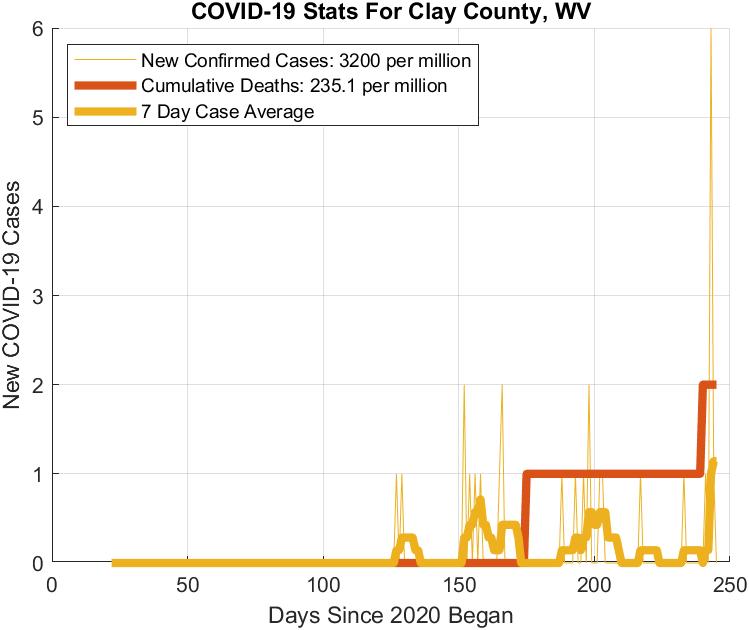 COVID-19 Stats For Clay County, WV
New Confirmed Cases: 3200 per million
Cumulative Deaths: 235.1 per million
7 Day Case Average
New COVID-19 Cases
6
5
4
3
2
1
0
0 50 100 150 200 250
Days Since 2020 Began